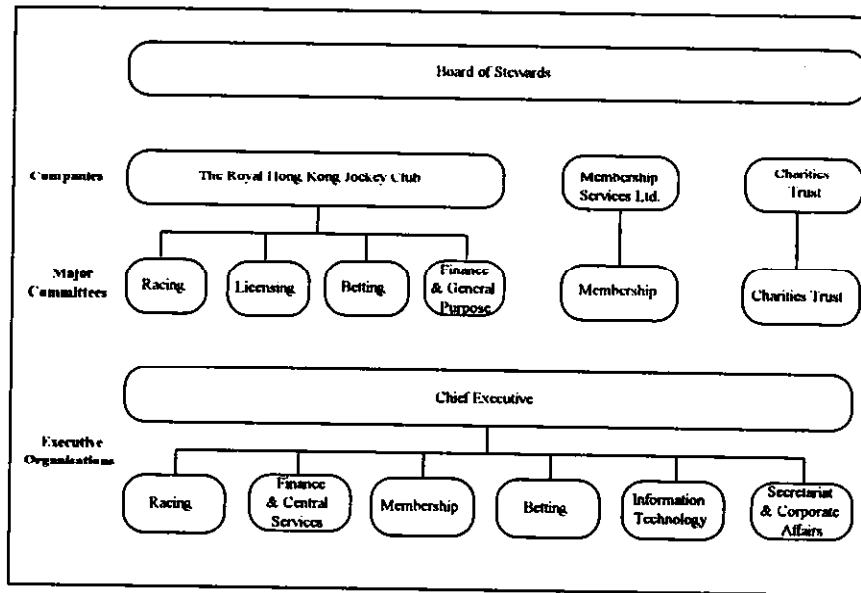 Board of Stewards
Companies
The Royal Hong Kong Jockey Club
Membership
Services Ltd.
Charities
Trust
Major
Committees
Racing
Licensing
Betting
Finance
& General
Purpose
Membership
Charities Trust
Chief Executive
Executive
Organisations
Racing
Finance
& Central
Services
Membership
Betting
Information
Technology
Secretariat
& Corporate
Affairs